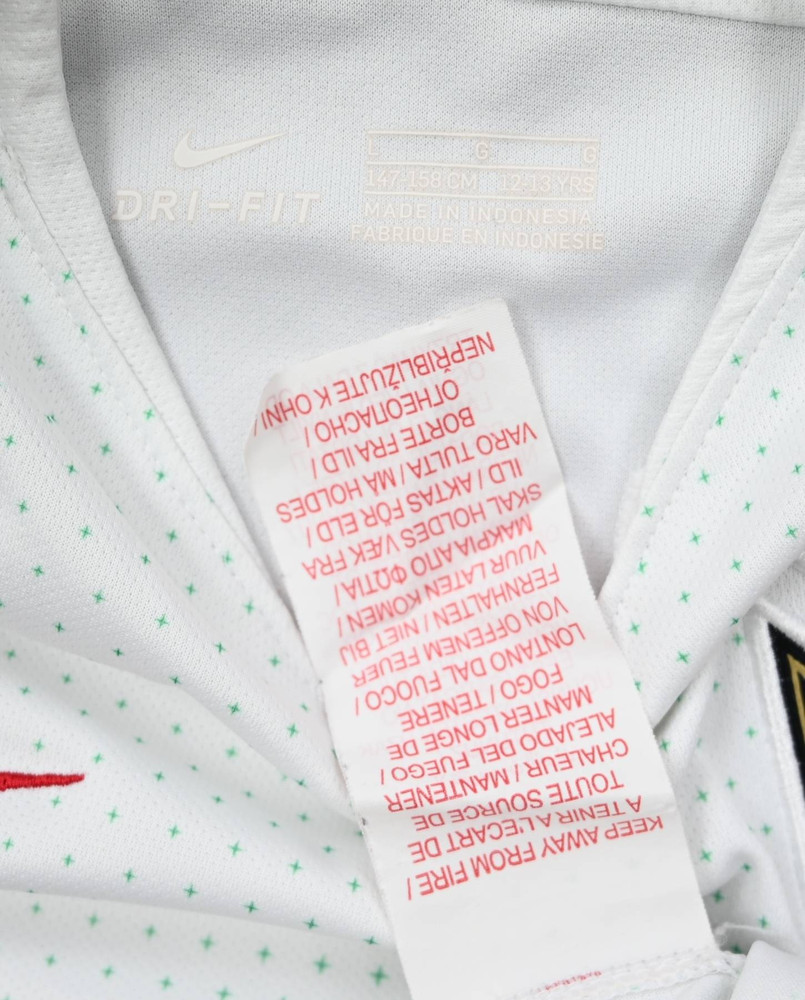 DRI-FIT
L G G
147-158 CM 12-13 YRS
MADE IN INDONESIA
FABRIQUE EN INDONESIE
KEEP AWAY FROM FIRE /
A TENIR A L'ECART DE
TOUTE SOURCE DE
CHALEUR / MANTENER
ALEJADO DEL FUEGO /
MANTER LONGE DE
FOGO / TENERE
LONTANO DAL FUOCO /
VON OFFENEM FEUER
FERNHALTEN / NIET BIJ
VUUR LATEN KOMEN /
ΜΑΚΡΙΑ ΑΠΟ ΦΩΤΙΑ /
SKAL HOLDES VÆK FRA
ILD / AKTAS FÖR ELD /
VARO TULTA / MÅ HOLDES
BORTE FRA ILD /
ОГНЕОПАСНО /
NEPŘIBLIŽUJTE K OHNI /